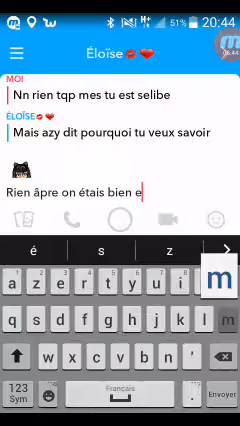 51% 20:44
Éloïse
MOI
Nn rien tqp mes tu est selibe
ÉLOÏSE
Mais azy dit pourquoi tu veux savoir
Rien âpre on étais bien e
é s z
a z e r t y u i
m
q s d f g h j k l m
w x c v b n '
123 Sym Français . Envoyer